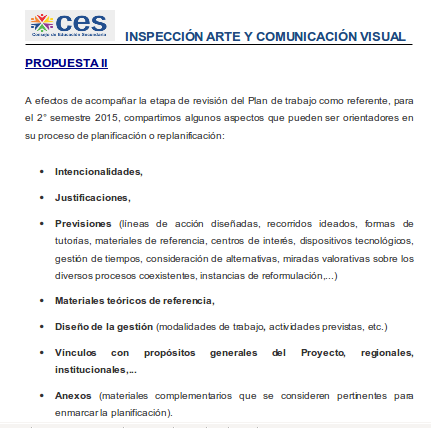 ces
Consejo de Educación Secundaria
INSPECCIÓN ARTE Y COMUNICACIÓN VISUAL
PROPUESTA II
A efectos de acompañar la etapa de revisión del Plan de trabajo como referente, para
el 2° semestre 2015, compartimos algunos aspectos que pueden ser orientadores en
su proceso de planificación o replanificación:
• Intencionalidades,
• Justificaciones,
• Previsiones (líneas de acción diseñadas, recorridos ideados, formas de
tutorías, materiales de referencia, centros de interés, dispositivos tecnológicos,
gestión de tiempos, consideración de alternativas, miradas valorativas sobre los
diversos procesos coexistentes, instancias de reformulación,...)
• Materiales teóricos de referencia,
• Diseño de la gestión (modalidades de trabajo, actividades previstas, etc.)
• Vínculos con propósitos generales del Proyecto, regionales,
institucionales,...
• Anexos (materiales complementarios que se consideren pertinentes para
enmarcar la planificación).